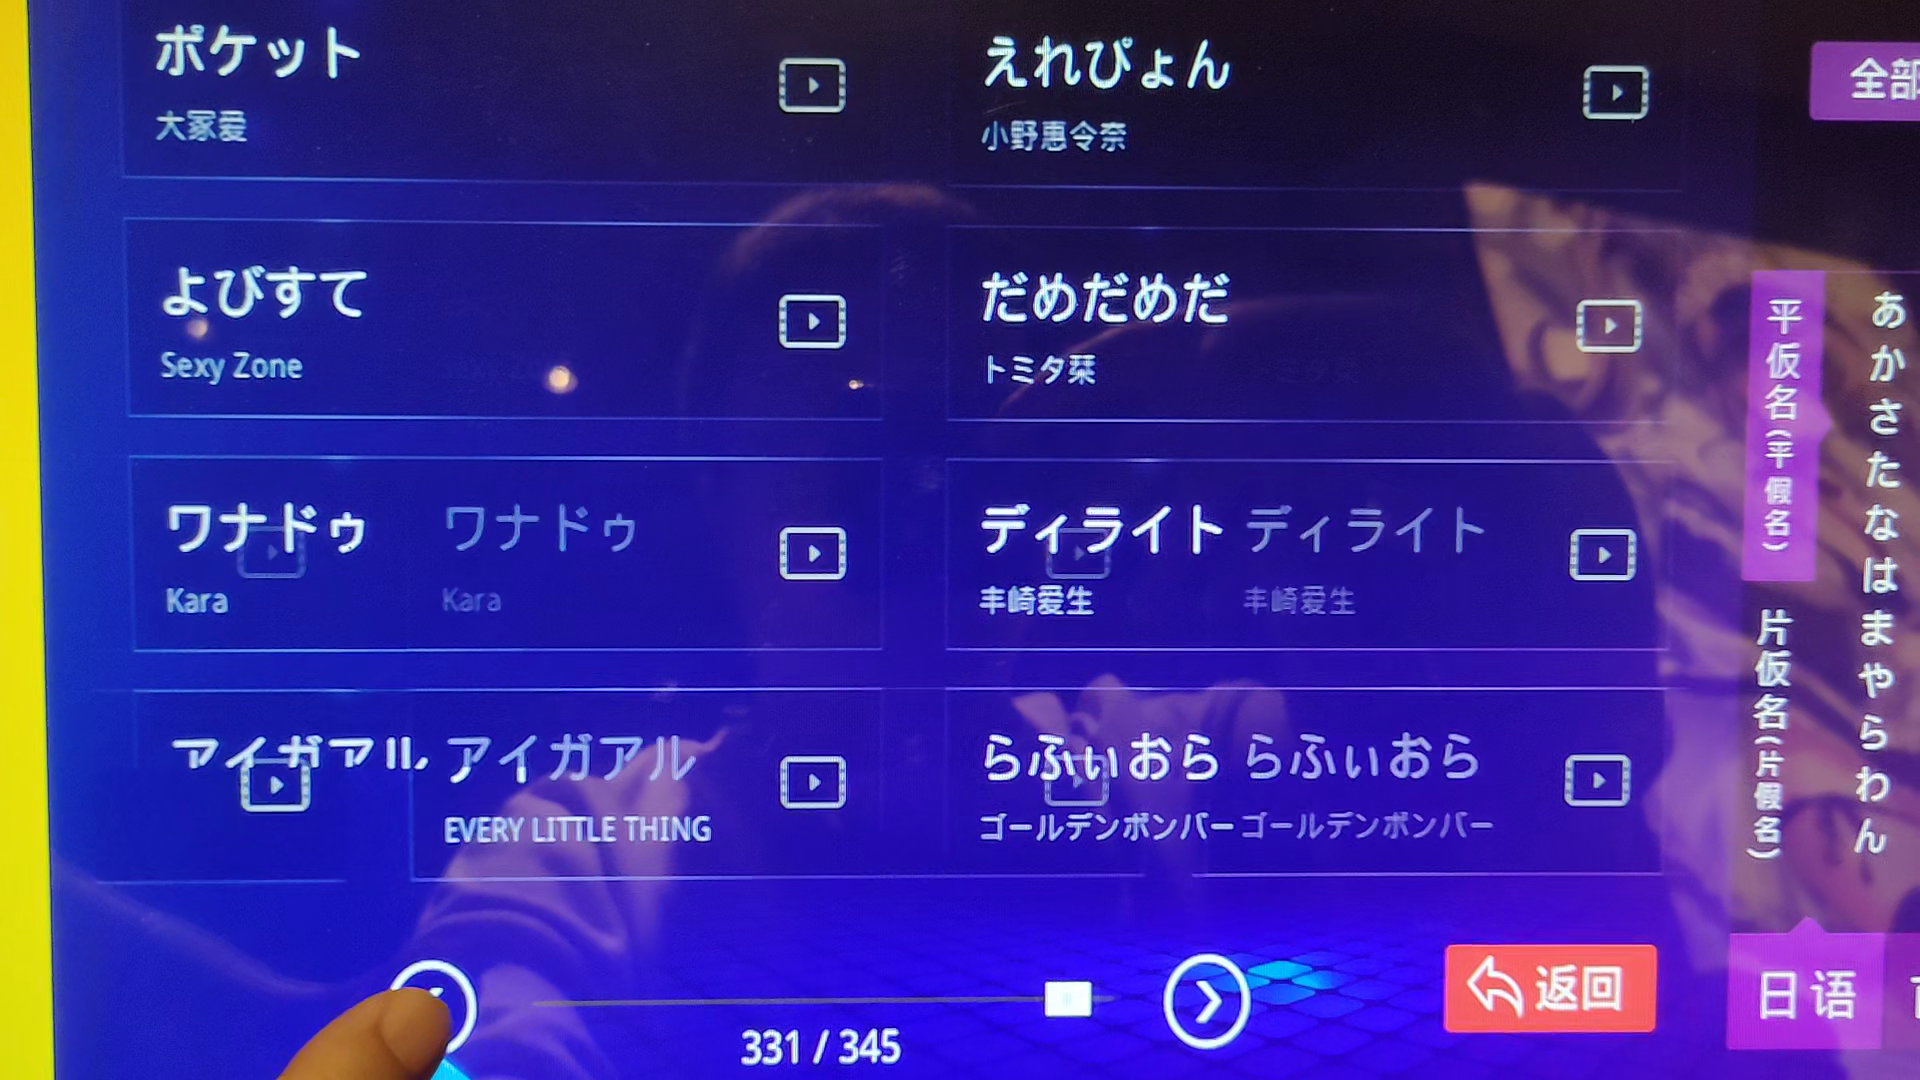 ポケット
大冢爱
えれぴょん
小野惠令奈
全部
よびすて
Sexy Zone
だめだめだ
トミタ栞
ワナドゥ ワナドゥ
Kara Kara
ディライト ディライト
丰崎爱生 丰崎爱生
アイガアル アイガアル
EVERY LITTLE THING
らふぃおら らふぃおら
ゴールデンボンバー ゴールデンボンバー
平仮名(平假名)
片仮名(片假名)
あかさたなはまやらわん
331 / 345
返回
日语